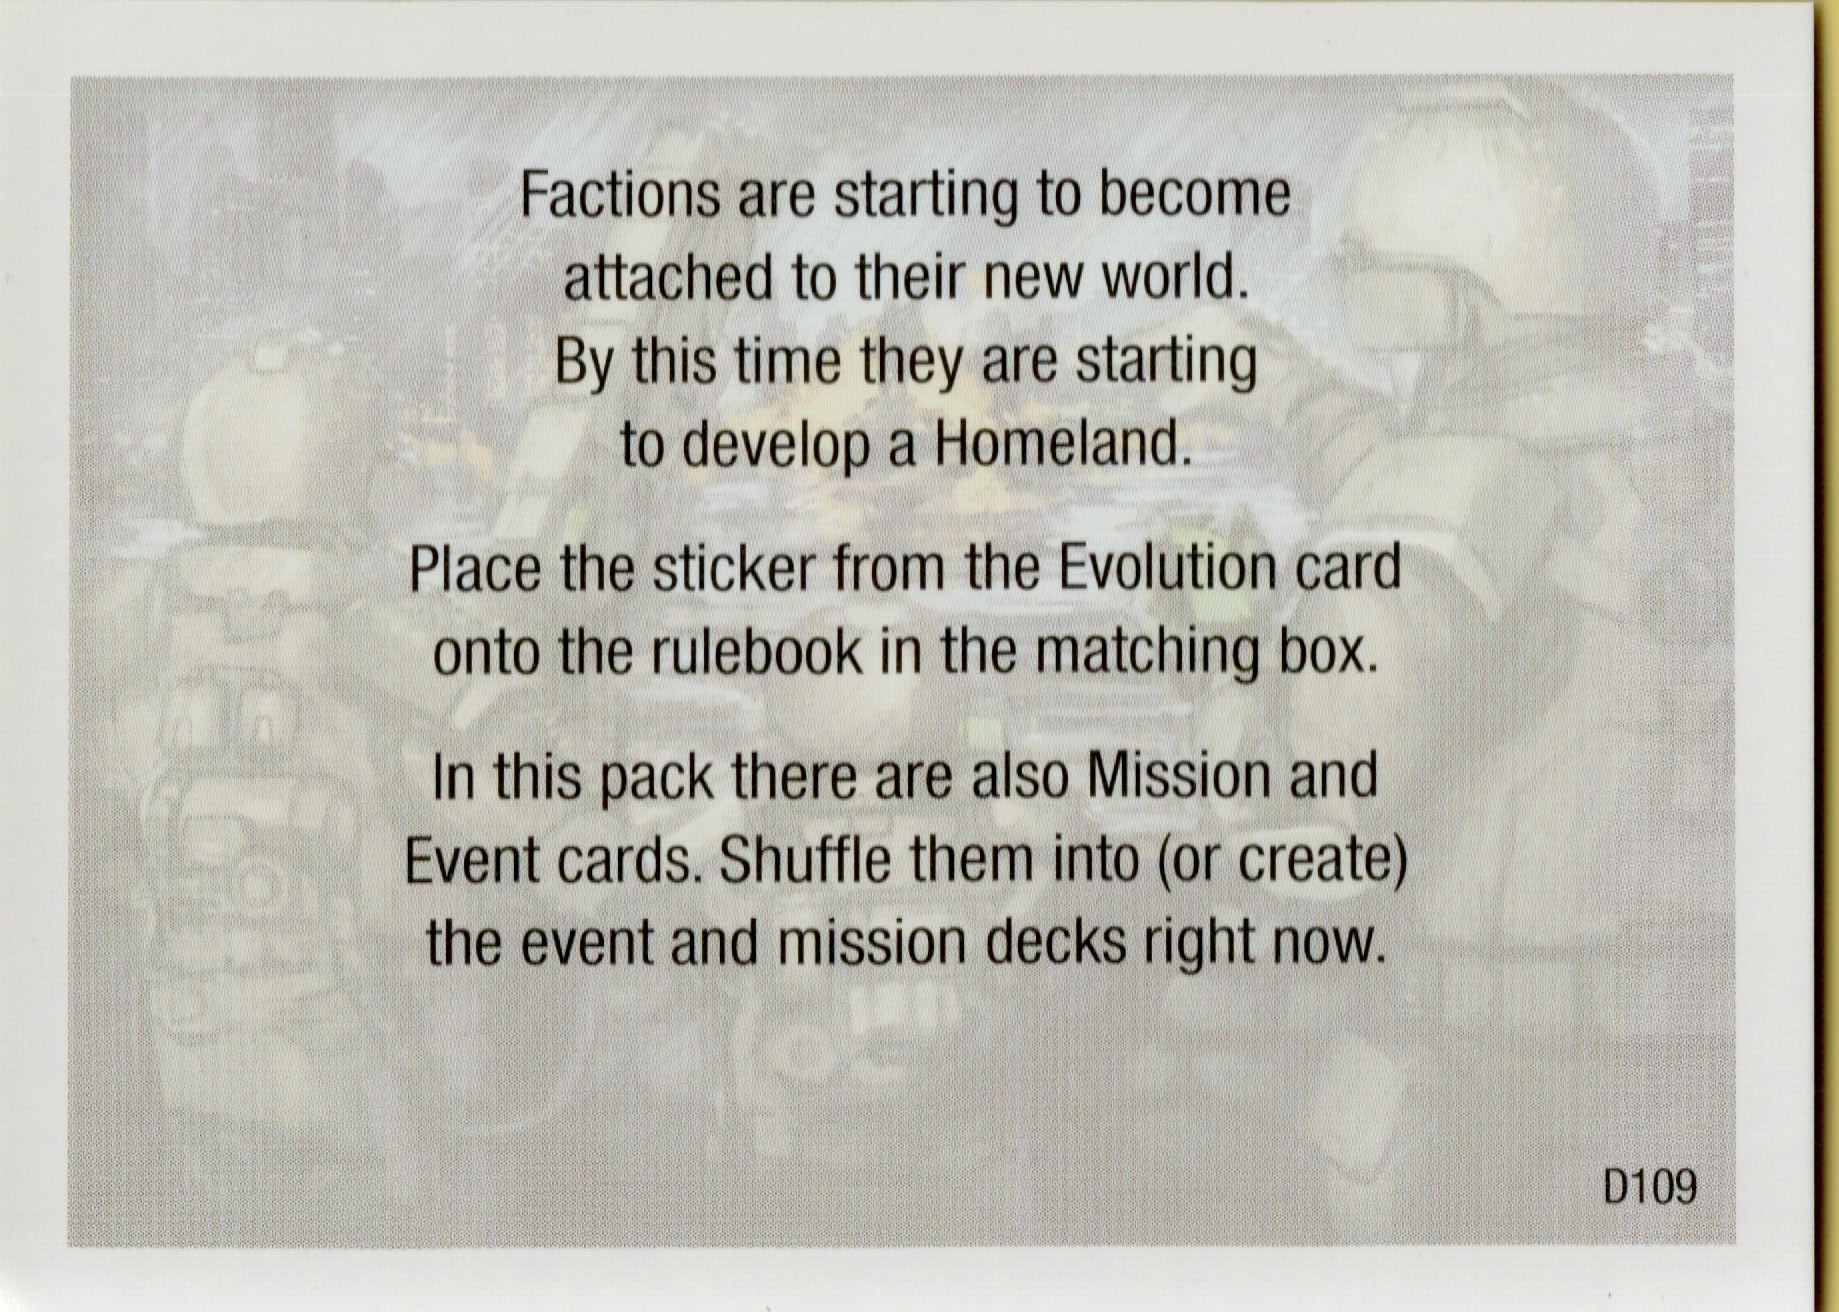 Factions are starting to become
attached to their new world.
By this time they are starting
to develop a Homeland.
Place the sticker from the Evolution card
onto the rulebook in the matching box.
In this pack there are also Mission and
Event cards. Shuffle them into (or create)
the event and mission decks right now.
D109